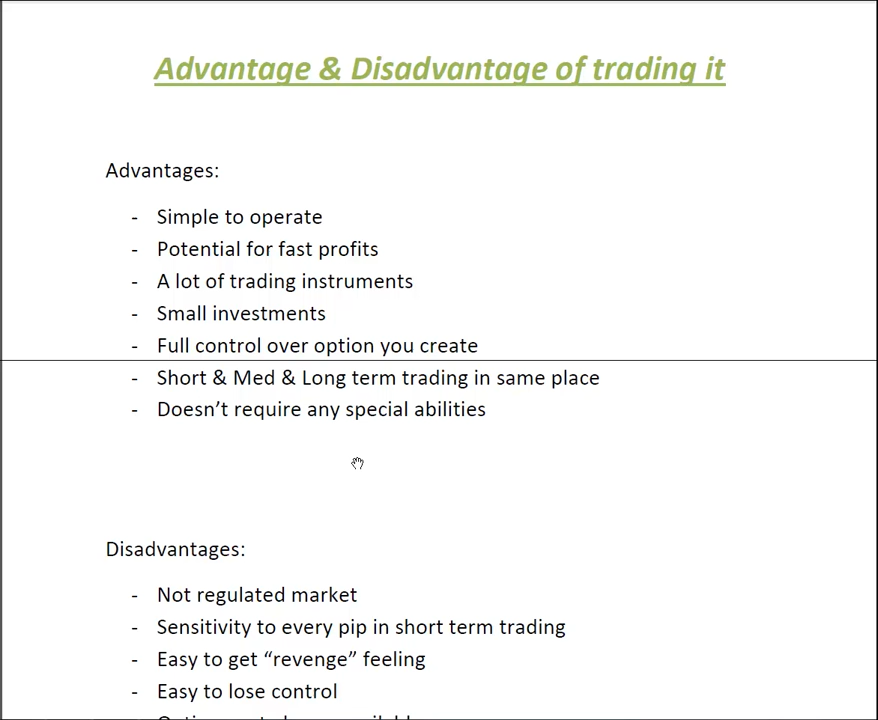 Advantage & Disadvantage of trading it
Advantages:
- Simple to operate
- Potential for fast profits
- A lot of trading instruments
- Small investments
- Full control over option you create
- Short & Med & Long term trading in same place
- Doesn’t require any special abilities
Disadvantages:
- Not regulated market
- Sensitivity to every pip in short term trading
- Easy to get “revenge” feeling
- Easy to lose control